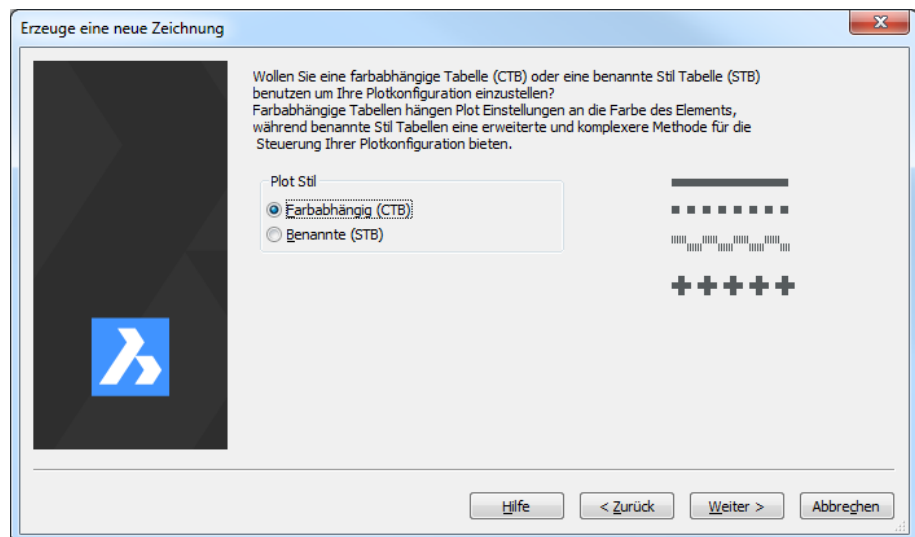 Erzeuge eine neue Zeichnung
Wollen Sie eine farbabhängige Tabelle (CTB) oder eine benannte Stil Tabelle (STB)
benutzen um Ihre Plotkonfiguration einzustellen?
Farbabhängige Tabellen hängen Plot Einstellungen an die Farbe des Elements,
während benannte Stil Tabellen eine erweiterte und komplexere Methode für die
Steuerung Ihrer Plotkonfiguration bieten.
Plot Stil
Farbabhängig (CTB)
Benannte (STB)
Hilfe
< Zurück
Weiter >
Abbrechen